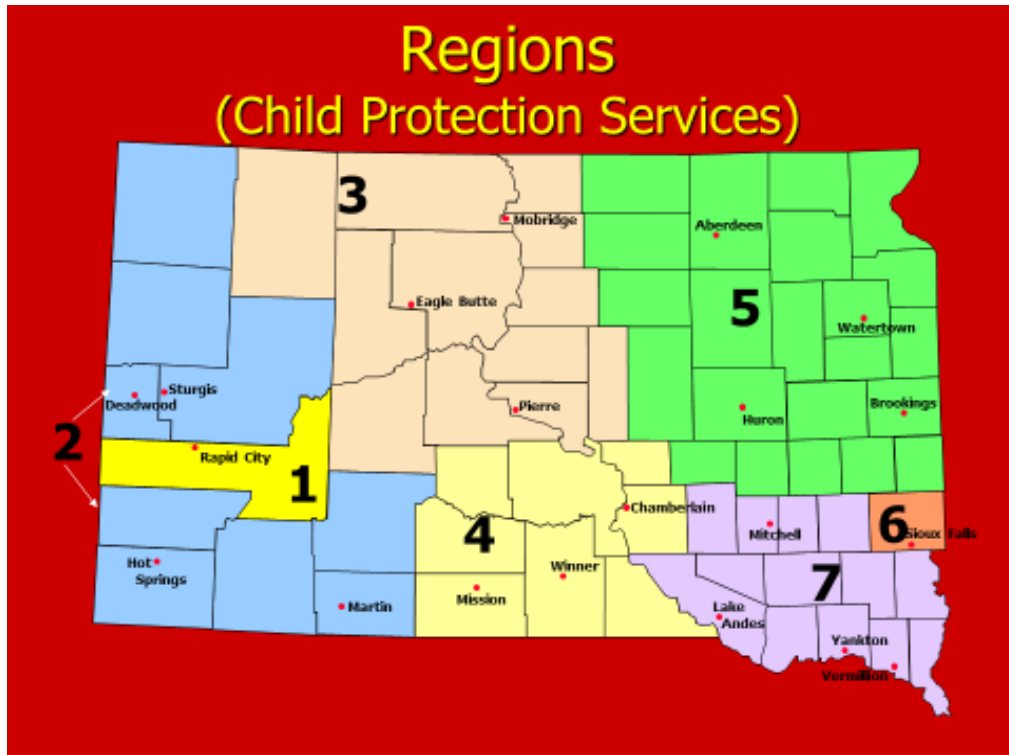 Regions
(Child Protection Services)
3
Mobridge
Aberdeen
Eagle Butte
5
Watertown
Sturgis
Deadwood
Pierre
Huron
Brookings
2
Rapid City
1
Chamberlain
4
Mitchell
6
Sioux Falls
Hot
Springs
Winner
Mission
Martin
7
Lake
Andes
Yankton
Vermillion